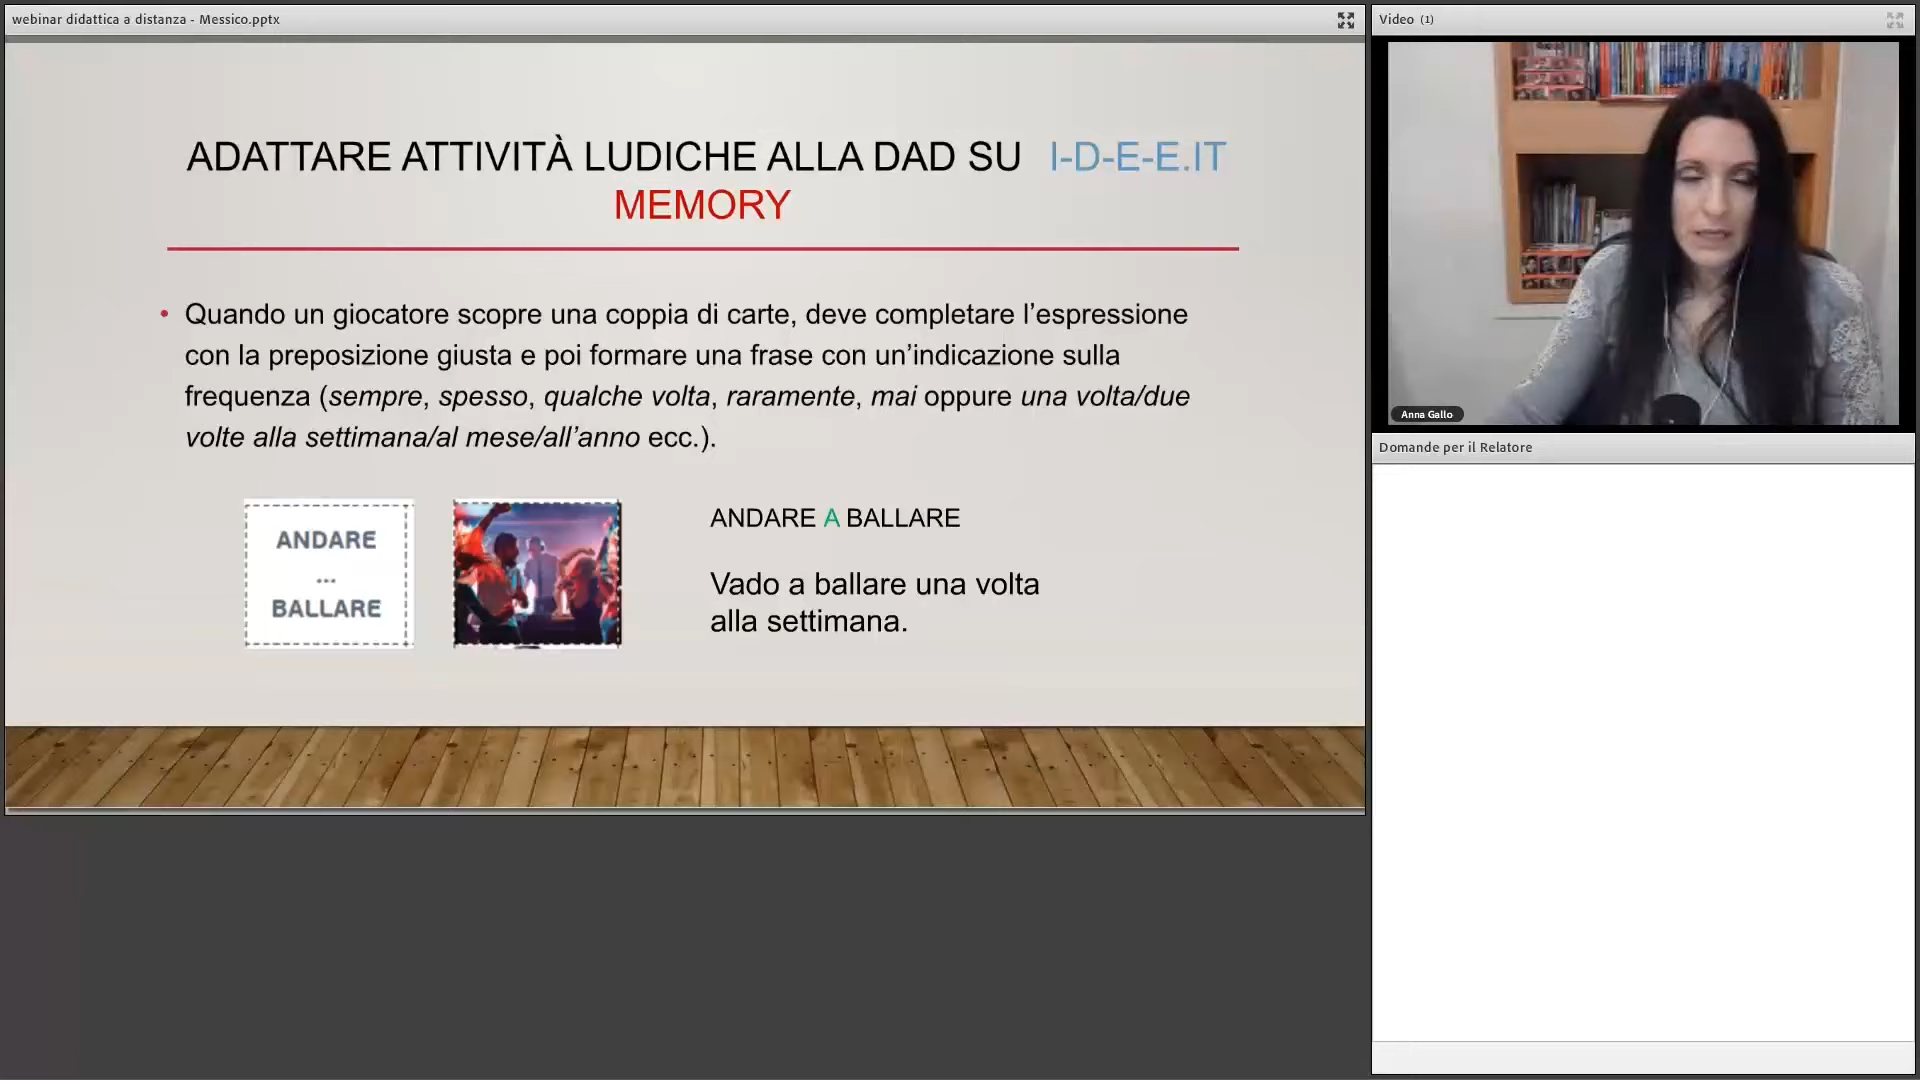 webinar didattica a distanza - Messico.pptx
ADATTARE ATTIVITÀ LUDICHE ALLA DAD SU I-D-E-E.IT
MEMORY
• Quando un giocatore scopre una coppia di carte, deve completare l’espressione
con la preposizione giusta e poi formare una frase con un’indicazione sulla
frequenza (sempre, spesso, qualche volta, raramente, mai oppure una volta/due
volte alla settimana/al mese/all’anno ecc.).
ANDARE
...
BALLARE
ANDARE A BALLARE
Vado a ballare una volta
alla settimana.
Video (1)
Anna Gallo
Domande per il Relatore